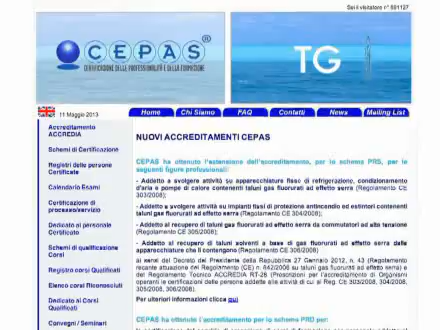 Sei il visitatore n° 891127
CEPAS®
CERTIFICAZIONE DELLE PROFESSIONALITÀ E DELLA FORMAZIONE
TG
11 Maggio 2013
Home
Chi Siamo
FAQ
Contatti
News
Mailing List
Accreditamento
ACCREDIA
Schemi di Certificazione
Registri delle persone
Certificate
Calendario Esami
Certificazione di
processo/servizio
Dedicato al personale
Certificato
Schemi di qualificazione
Corsi
Registro corsi Qualificati
Elenco corsi Riconosciuti
Dedicato ai Corsi
Qualificati
Convegni / Seminari
NUOVI ACCREDITAMENTI CEPAS
CEPAS ha ottenuto l'estensione dell'accreditamento, per lo schema PRS, per le
seguenti figure professionali:
- Addetto a svolgere attività su apparecchiature fisse di refrigerazione, condizionamento
d'aria e pompe di calore contenenti taluni gas fluorurati ad effetto serra (Regolamento CE
303/2008);
- Addetto a svolgere attività su impianti fissi di protezione antincendio ed estintori contenenti
taluni gas fluorurati ad effetto serra (Regolamento CE 304/2008);
- Addetto al recupero di taluni gas fluorurati ad effetto serra da commutatori ad alta tensione
(Regolamento CE 305/2008);
- Addetto al recupero di taluni solventi a base di gas fluorurati ad effetto serra dalle
apparecchiature che li contengono (Regolamento CE 306/2008)
ai sensi del Decreto del Presidente della Repubblica 27 Gennaio 2012, n. 43 (Regolamento
recante attuazione del Regolamento (CE) n. 842/2006 su taluni gas fluorurati ad effetto serra) e
del Regolamento Tecnico ACCREDIA RT-28 (Prescrizioni per l'accreditamento di Organismi
operanti le certificazioni delle persone addette alle attività di cui ai Reg. CE 303/2008, 304/2008,
305/2008, 306/2008).
Per ulteriori informazioni clicca qui
CEPAS ha ottenuto l'accreditamento per lo schema PRD per: